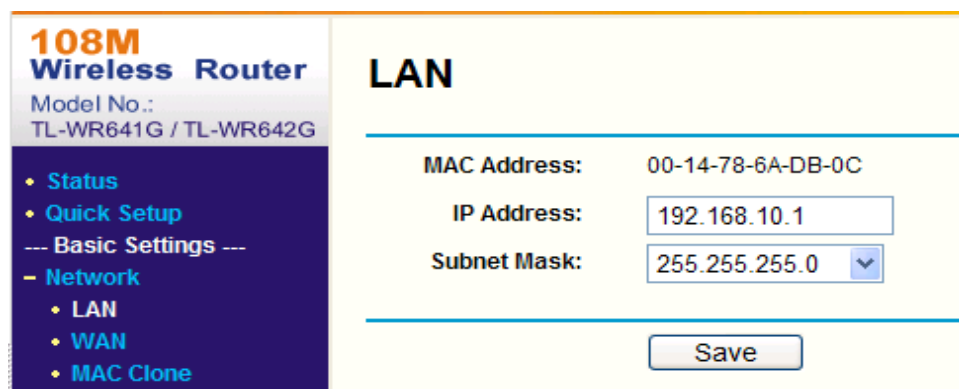 108M
Wireless Router
Model No.:
TL-WR641G / TL-WR642G
• Status
• Quick Setup
--- Basic Settings ---
– Network
• LAN
• WAN
• MAC Clone
LAN
MAC Address: 00-14-78-6A-DB-0C
IP Address: 192.168.10.1
Subnet Mask: 255.255.255.0
Save